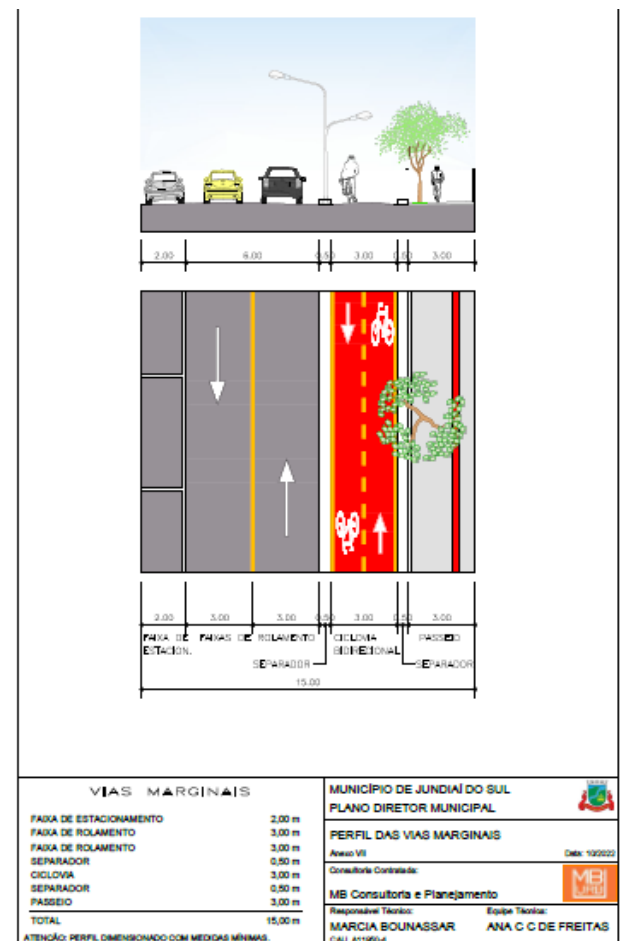 2.00 6.00 0.50 3.00 0.50 3.00
2.00 3.00 3.00 0.50 3.00 0.50 3.00
FAIXA DE FAIXAS DE ROLAMENTO CICLOVIA PASSEIO
ESTACION. BIDIRECIONAL
SEPARADOR SEPARADOR
15.00
VIAS MARGINAIS
FAIXA DE ESTACIONAMENTO 2,00 m
FAIXA DE ROLAMENTO 3,00 m
FAIXA DE ROLAMENTO 3,00 m
SEPARADOR 0,50 m
CICLOVIA 3,00 m
SEPARADOR 0,50 m
PASSEIO 3,00 m
TOTAL 15,00 m
ATENÇÃO: PERFIL DIMENSIONADO COM MEDIDAS MÍNIMAS.
MUNICÍPIO DE JUNDIAÍ DO SUL
PLANO DIRETOR MUNICIPAL
PERFIL DAS VIAS MARGINAIS
Anexo VII Data: 10/2022
Consultoria Contratada:
MB Consultoria e Planejamento
MB
URB
Responsável Técnico: Equipe Técnica:
MARCIA BOUNASSAR ANA C C DE FREITAS
CAU